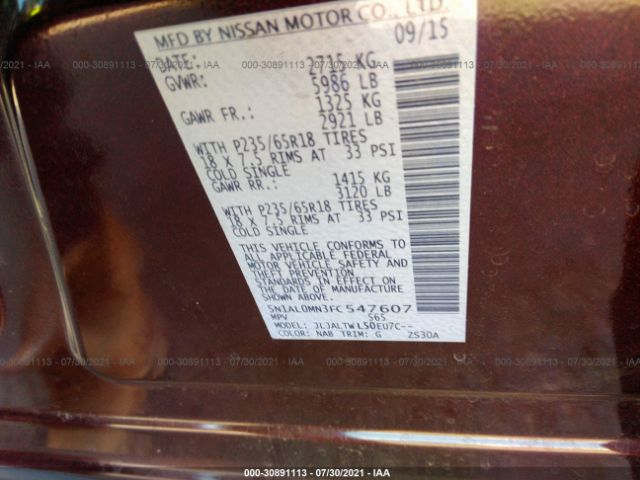 MFD BY NISSAN MOTOR CO., LTD.
DATE: 09/15
GVWR: 2715 KG
5986 LB
GAWR FR.: 1325 KG
2921 LB
WITH P235/65R18 TIRES
18 X 7.5 RIMS AT 33 PSI
COLD SINGLE
GAWR RR.: 1415 KG
3120 LB
WITH P235/65R18 TIRES
18 X 7.5 RIMS AT 33 PSI
COLD SINGLE
THIS VEHICLE CONFORMS TO
ALL APPLICABLE FEDERAL
MOTOR VEHICLE SAFETY AND
THEFT PREVENTION
STANDARDS IN EFFECT ON
THE DATE OF MANUFACTURE
SHOWN ABOVE.
5N1AL0MN3FC547607
MPV S6S
MODEL: JLJALTWL50EU7C--
COLOR: NAB TRIM: G ZS30A
000-30891113 / 07/30/2021 - IAA